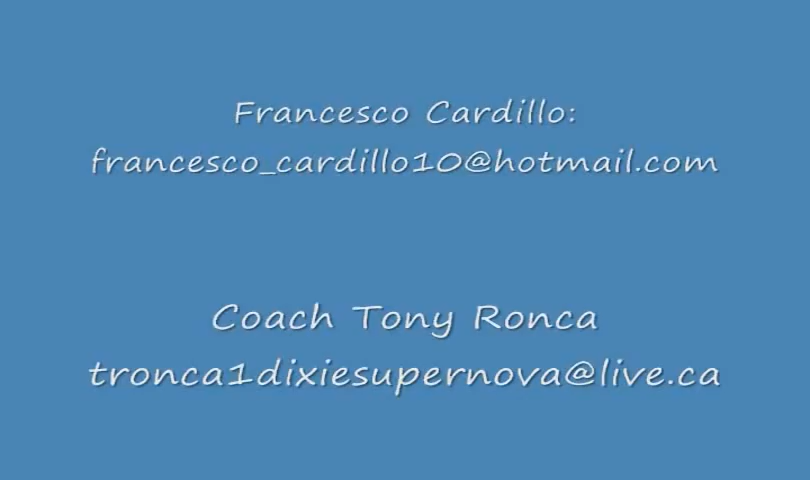 Francesco Cardillo:
francesco_cardillo10@hotmail.com
Coach Tony Ronca
tronca1dixiesupernova@live.ca